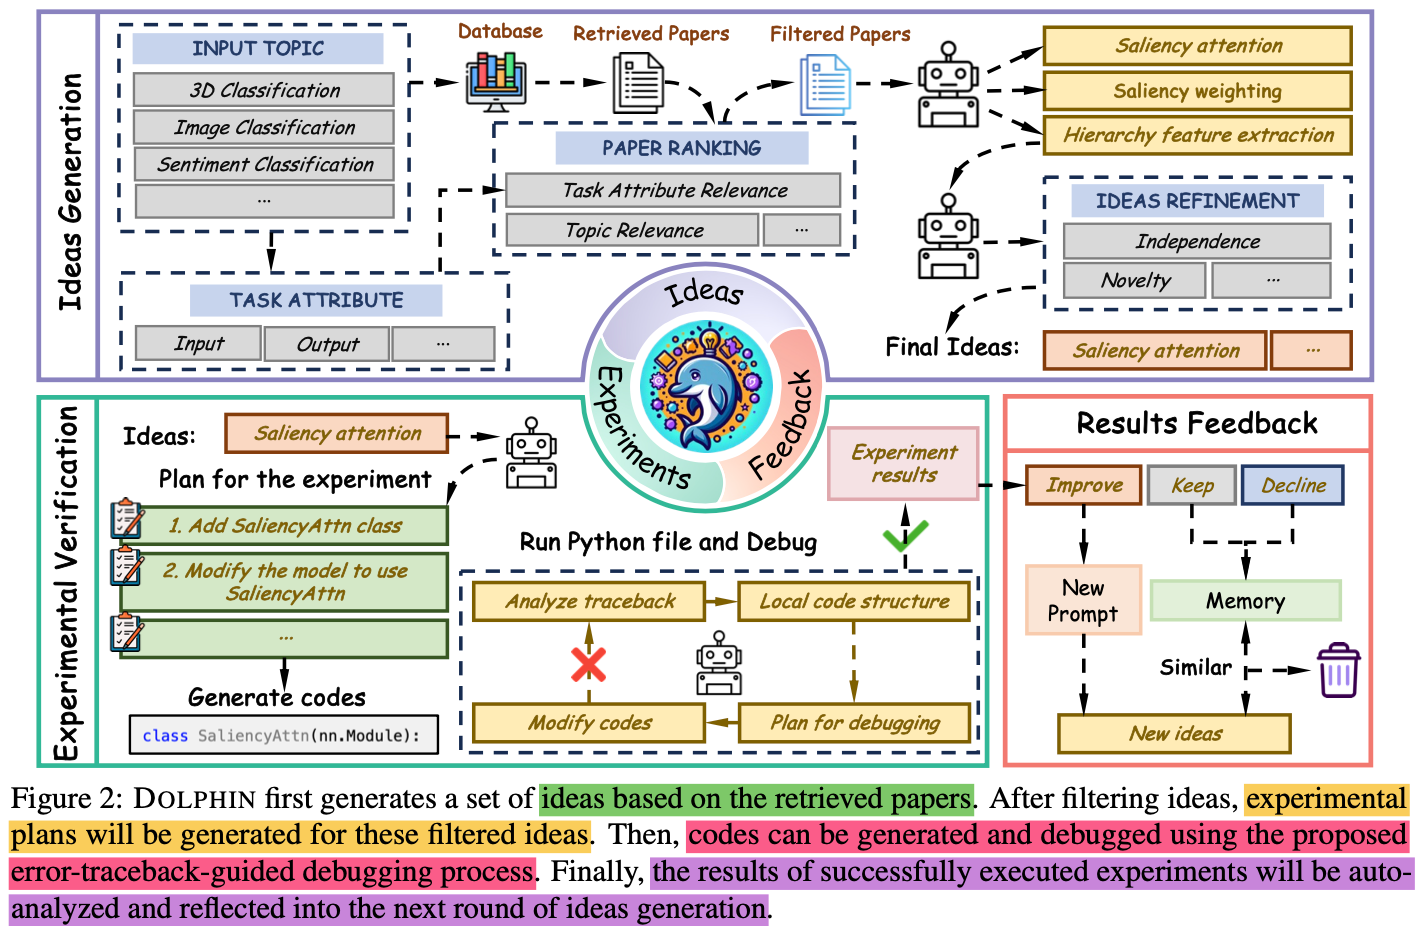 Ideas Generation
INPUT TOPIC
3D Classification
Image Classification
Sentiment Classification
...
TASK ATTRIBUTE
Input
Output
...
Database
Retrieved Papers
Filtered Papers
PAPER RANKING
Task Attribute Relevance
Topic Relevance
...
Saliency attention
Saliency weighting
Hierarchy feature extraction
IDEAS REFINEMENT
Independence
Novelty
...
Final Ideas:
Saliency attention
...
Ideas
Experiments
Feedback
Experimental Verification
Ideas:
Saliency attention
Plan for the experiment
1. Add SaliencyAttn class
2. Modify the model to use
SaliencyAttn
...
Generate codes
class SaliencyAttn(nn.Module):
Run Python file and Debug
Analyze traceback
Local code structure
Modify codes
Plan for debugging
Experiment
results
Results Feedback
Improve
Keep
Decline
New
Prompt
Memory
Similar
New ideas
Figure 2: DOLPHIN first generates a set of ideas based on the retrieved papers. After filtering ideas, experimental
plans will be generated for these filtered ideas. Then, codes can be generated and debugged using the proposed
error-traceback-guided debugging process. Finally, the results of successfully executed experiments will be auto-
analyzed and reflected into the next round of ideas generation.